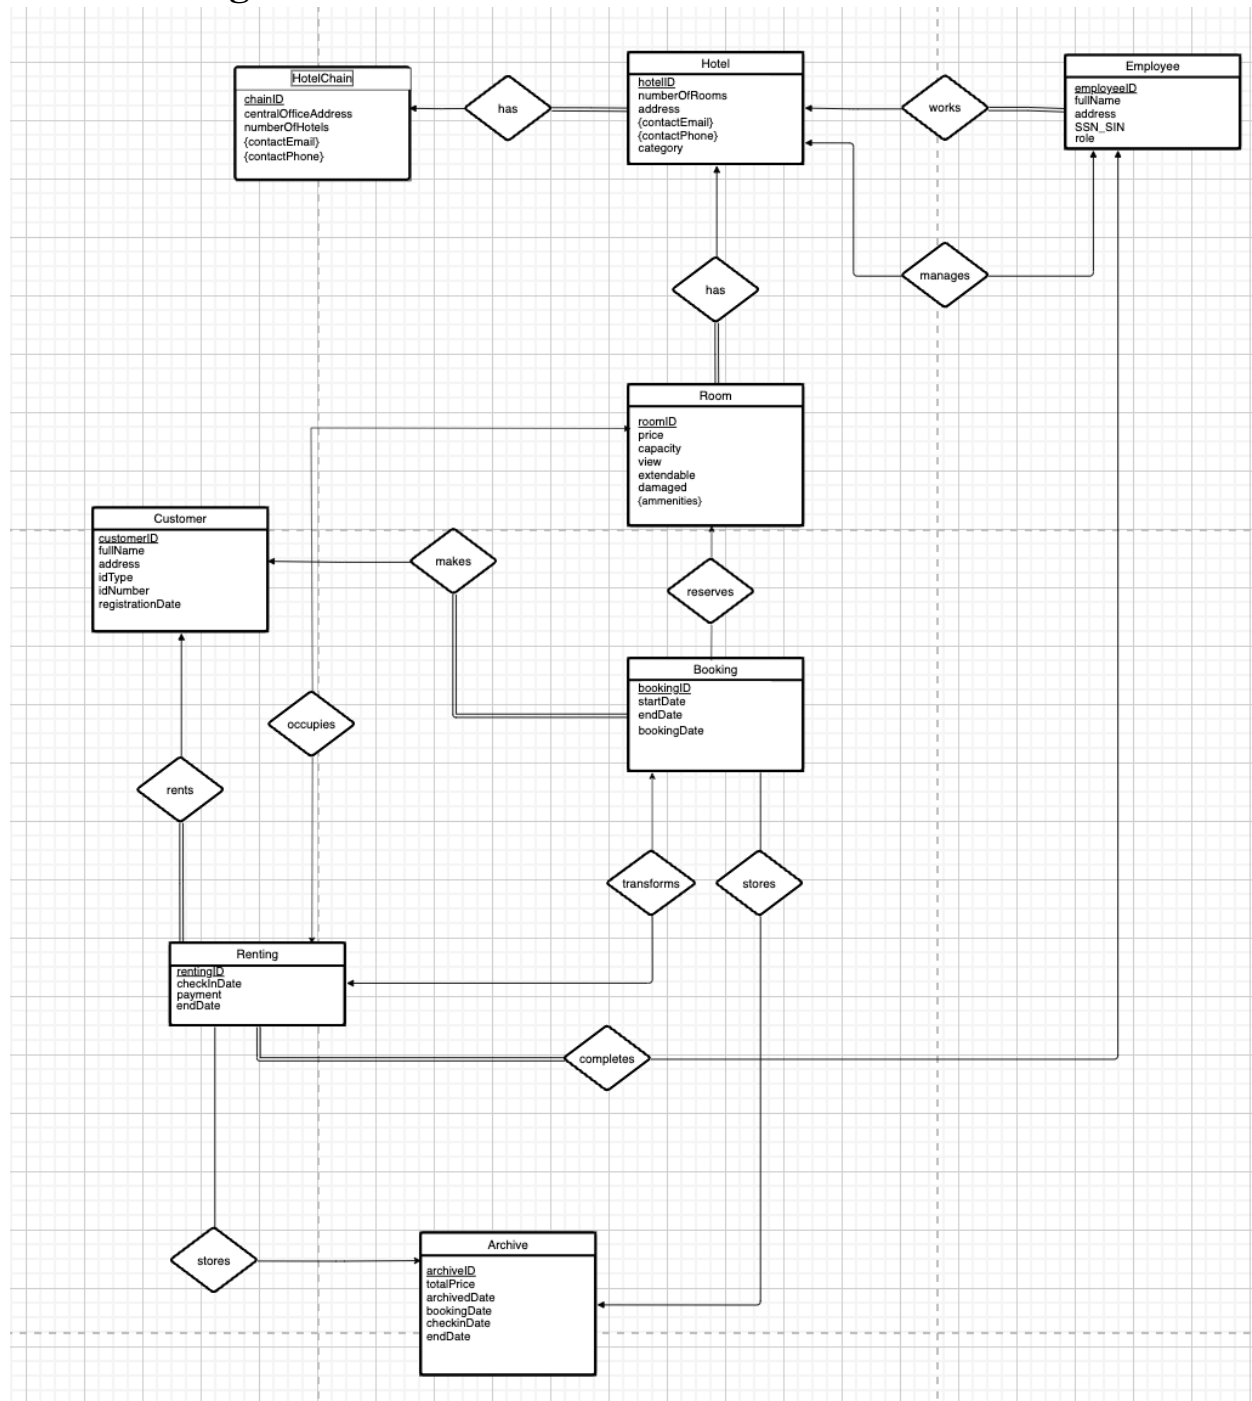 HotelChain
chainID
centralOfficeAddress
numberOfHotels
{contactEmail}
{contactPhone}
has
Hotel
hotelID
numberOfRooms
address
{contactEmail}
{contactPhone}
category
works
Employee
employeeID
fullName
address
SSN_SIN
role
manages
has
Room
roomID
price
capacity
view
extendable
damaged
{ammenities}
Customer
customerID
fullName
address
idType
idNumber
registrationDate
makes
reserves
Booking
bookingID
startDate
endDate
bookingDate
occupies
rents
transforms
stores
Renting
rentingID
checkInDate
payment
endDate
completes
stores
Archive
archiveID
totalPrice
archivedDate
bookingDate
checkinDate
endDate